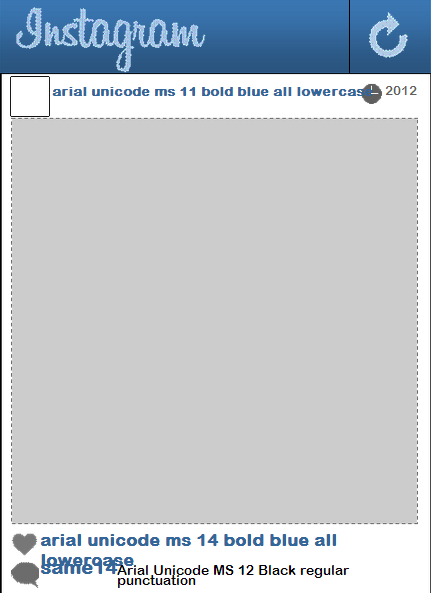 Instagram
arial unicode ms 11 bold blue all lowercase 2012
arial unicode ms 14 bold blue all
lowercase
same14 Arial Unicode MS 12 Black regular
punctuation